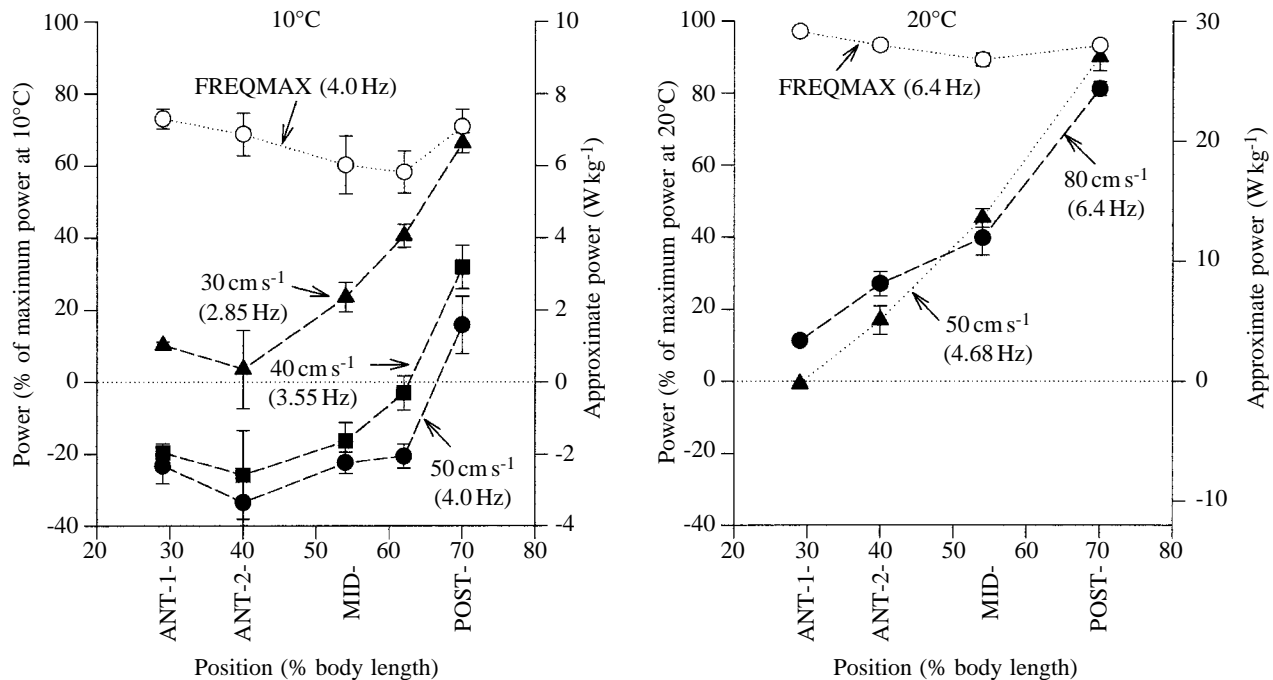 10°C
100
80
60
40
20
0
-20
-40
Power (% of maximum power at 10°C)
10
8
6
4
2
0
-2
-4
Approximate power (W kg-1)
FREQMAX (4.0 Hz)
30 cm s-1
(2.85 Hz)
40 cm s-1
(3.55 Hz)
50 cm s-1
(4.0 Hz)
20 30 40 50 60 70 80
ANT-1-
ANT-2-
MID-
POST-
Position (% body length)
20°C
100
80
60
40
20
0
-20
-40
Power (% of maximum power at 20°C)
30
20
10
0
-10
Approximate power (W kg-1)
FREQMAX (6.4 Hz)
80 cm s-1
(6.4 Hz)
50 cm s-1
(4.68 Hz)
20 30 40 50 60 70 80
ANT-1-
ANT-2-
MID-
POST-
Position (% body length)